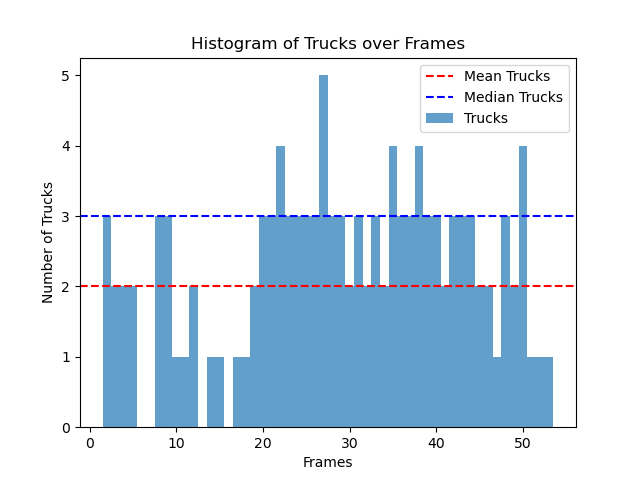 Histogram of Trucks over Frames
Mean Trucks
Median Trucks
Trucks
5
4
3
2
1
0
Number of Trucks
0 10 20 30 40 50
Frames